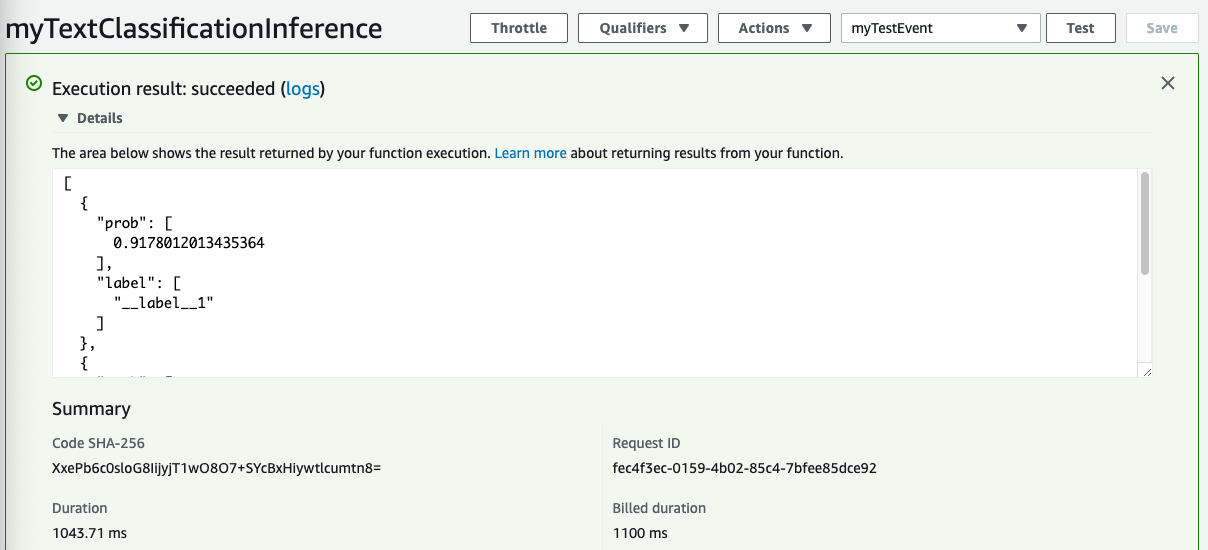 myTextClassificationInference Throttle Qualifiers Actions myTestEvent Test Save
Execution result: succeeded (logs)
Details
The area below shows the result returned by your function execution. Learn more about returning results from your function.
[
{
"prob": [
0.9178012013435364
],
"label": [
"__label__1"
]
},
{
Summary
Code SHA-256 Request ID
XxePb6c0sloG8IijyjT1wO8O7+SYcBxHiywtlcumtn8= fec4f3ec-0159-4b02-85c4-7bfee85dce92
Duration Billed duration
1043.71 ms 1100 ms